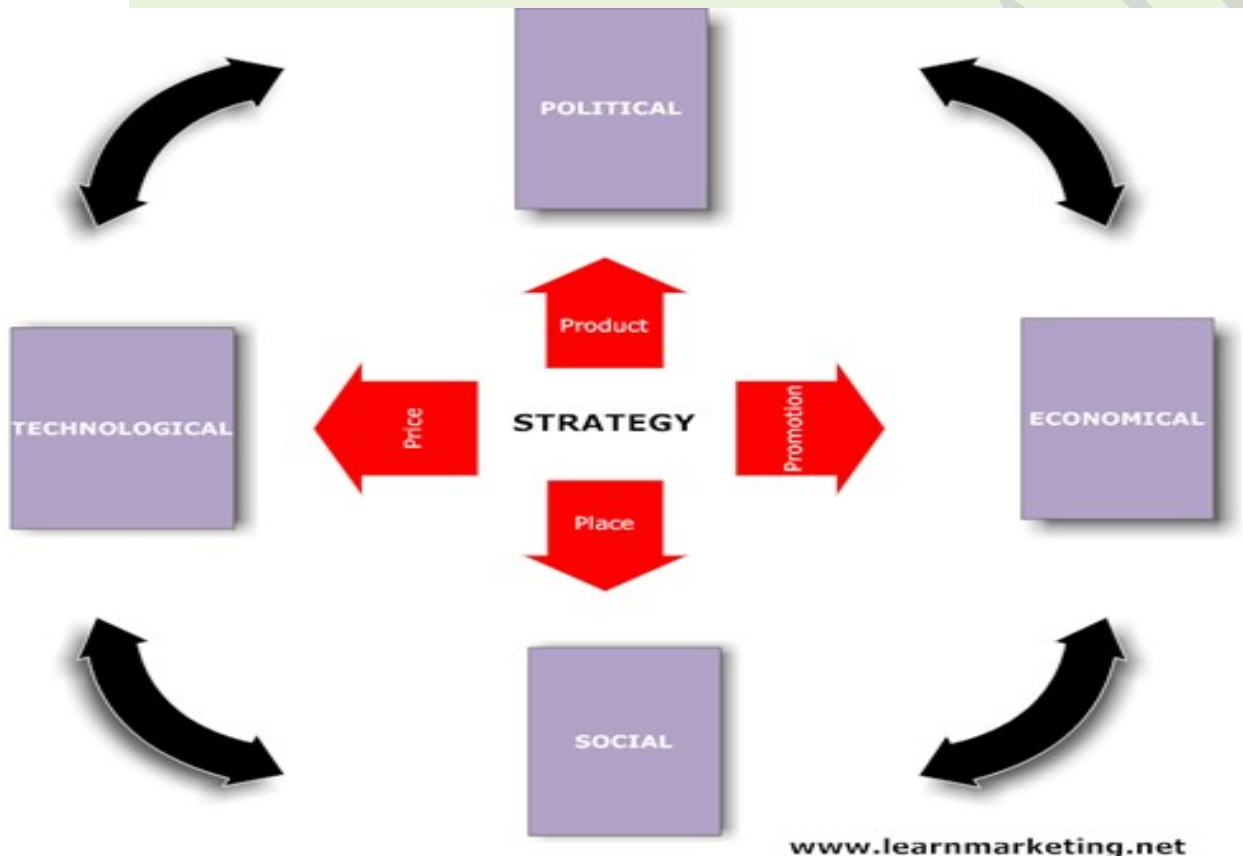 POLITICAL
Product
TECHNOLOGICAL
Price
STRATEGY
Promotion
ECONOMICAL
Place
SOCIAL
www.learnmarketing.net